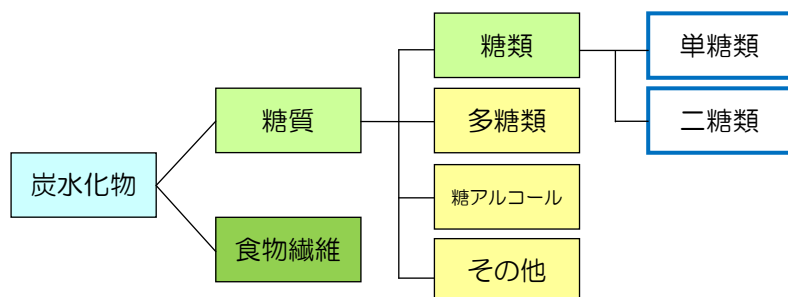 炭水化物
糖質
食物繊維
糖類
多糖類
糖アルコール
その他
単糖類
二糖類